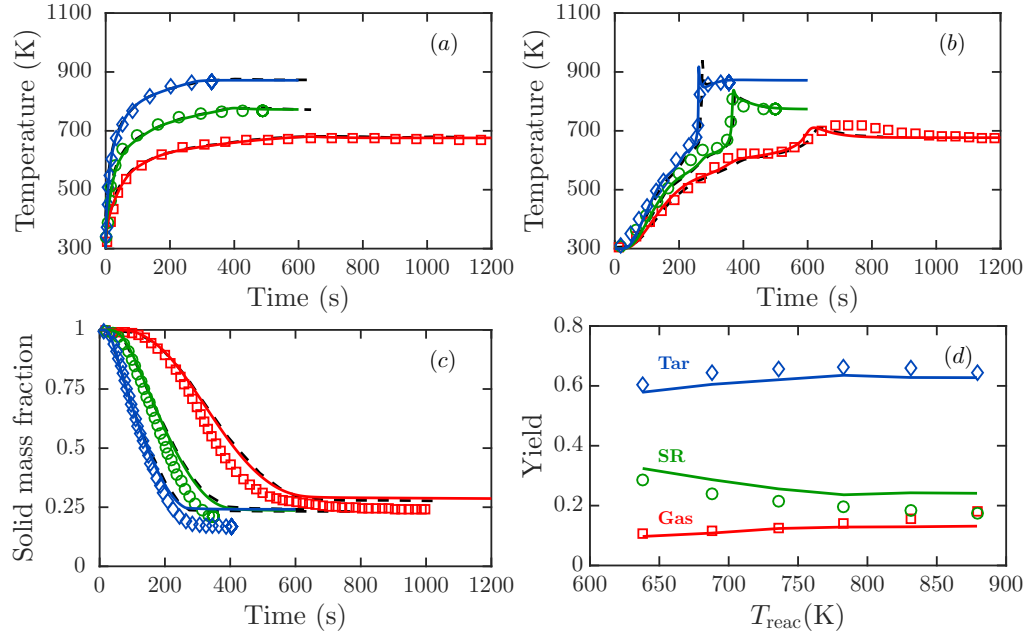 1100
900
700
500
300
Temperature (K)
(a)
0 200 400 600 800 1000 1200
Time (s)
1100
900
700
500
300
Temperature (K)
(b)
0 200 400 600 800 1000 1200
Time (s)
1
0.75
0.5
0.25
0
Solid mass fraction
(c)
0 200 400 600 800 1000 1200
Time (s)
0.8
0.6
0.4
0.2
0
Yield
(d)
Tar
SR
Gas
600 650 700 750 800 850 900
T_reac(K)